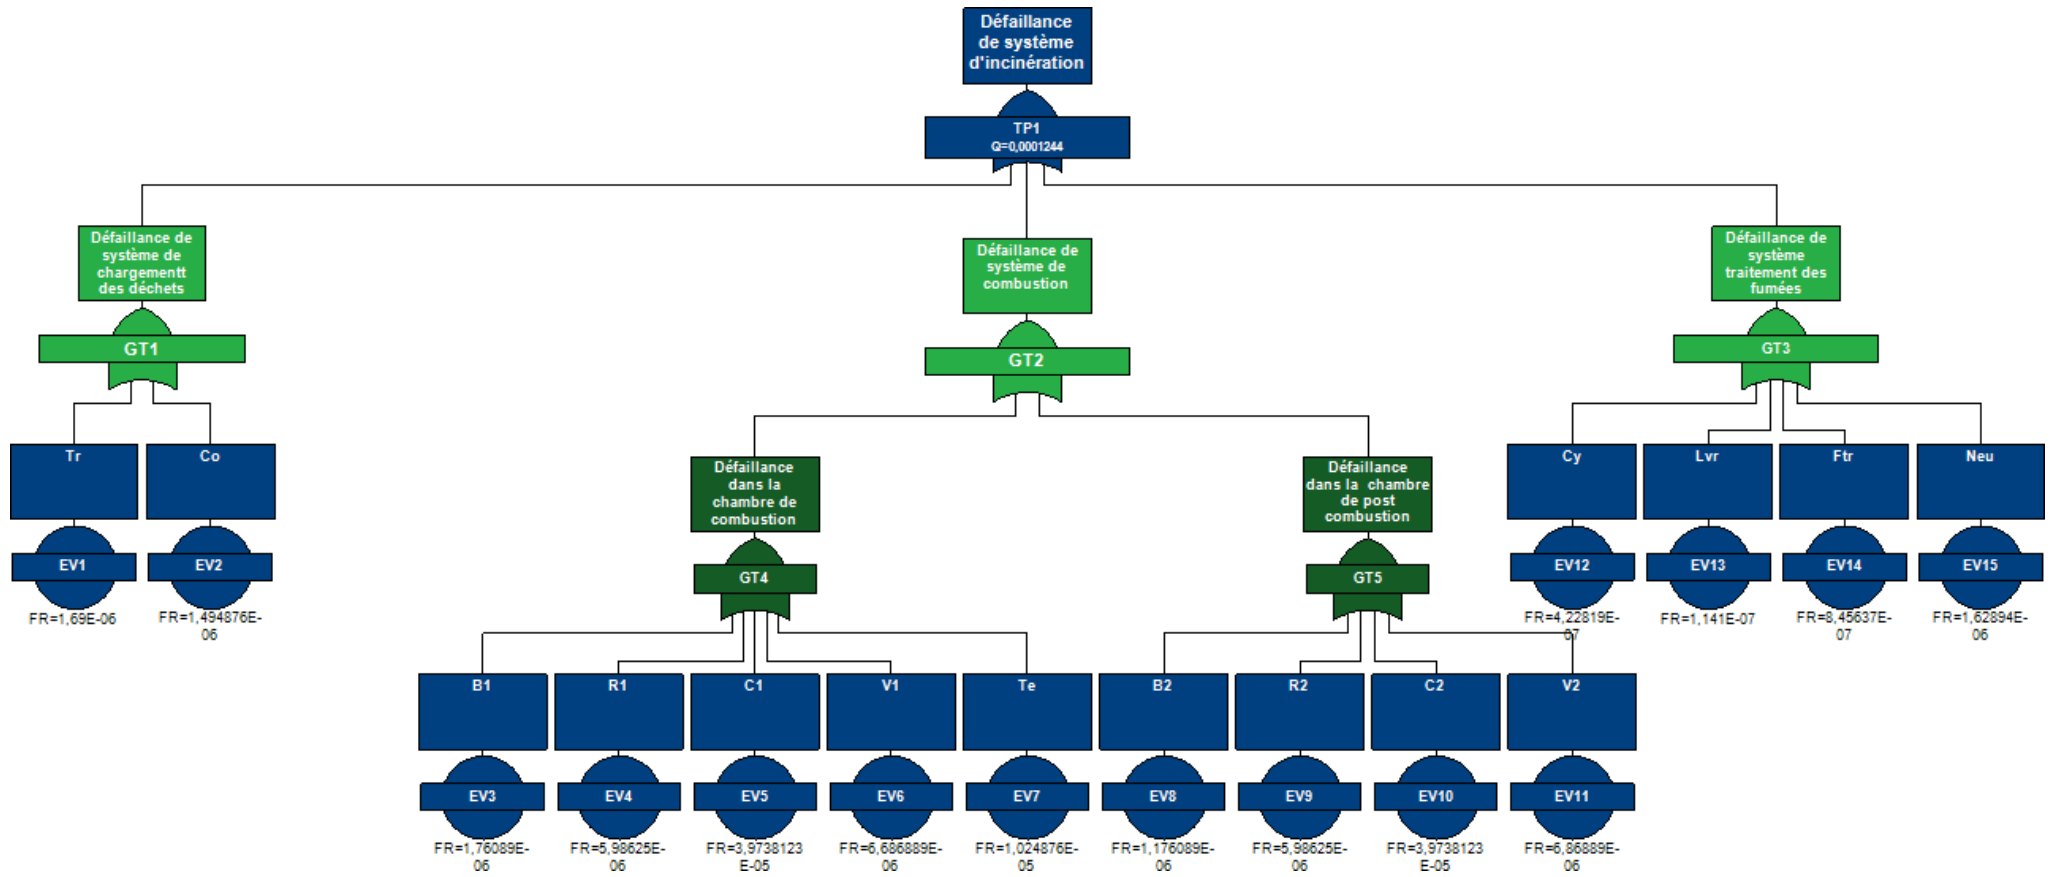 Défaillance
de système
d'incinération
TP1
Q=0,0001244
Défaillance de
système de
chargementt
des déchets
GT1
Défaillance de
système de
combustion
GT2
Défaillance de
système
traitement des
fumées
GT3
Tr
EV1
FR=1,69E-06
Co
EV2
FR=1,494876E-
06
Défaillance
dans la
chambre de
combustion
GT4
Défaillance
dans la chambre
de post
combustion
GT5
Cy
EV12
FR=4,22819E-
07
Lvr
EV13
FR=1,141E-07
Ftr
EV14
FR=8,45637E-
07
Neu
EV15
FR=1,62894E-
06
B1
EV3
FR=1,76089E-
06
R1
EV4
FR=5,98625E-
06
C1
EV5
FR=3,9738123
E-05
V1
EV6
FR=6,686889E-
06
Te
EV7
FR=1,024876E-
05
B2
EV8
FR=1,176089E-
06
R2
EV9
FR=5,98625E-
06
C2
EV10
FR=3,9738123
E-05
V2
EV11
FR=6,86889E-
06